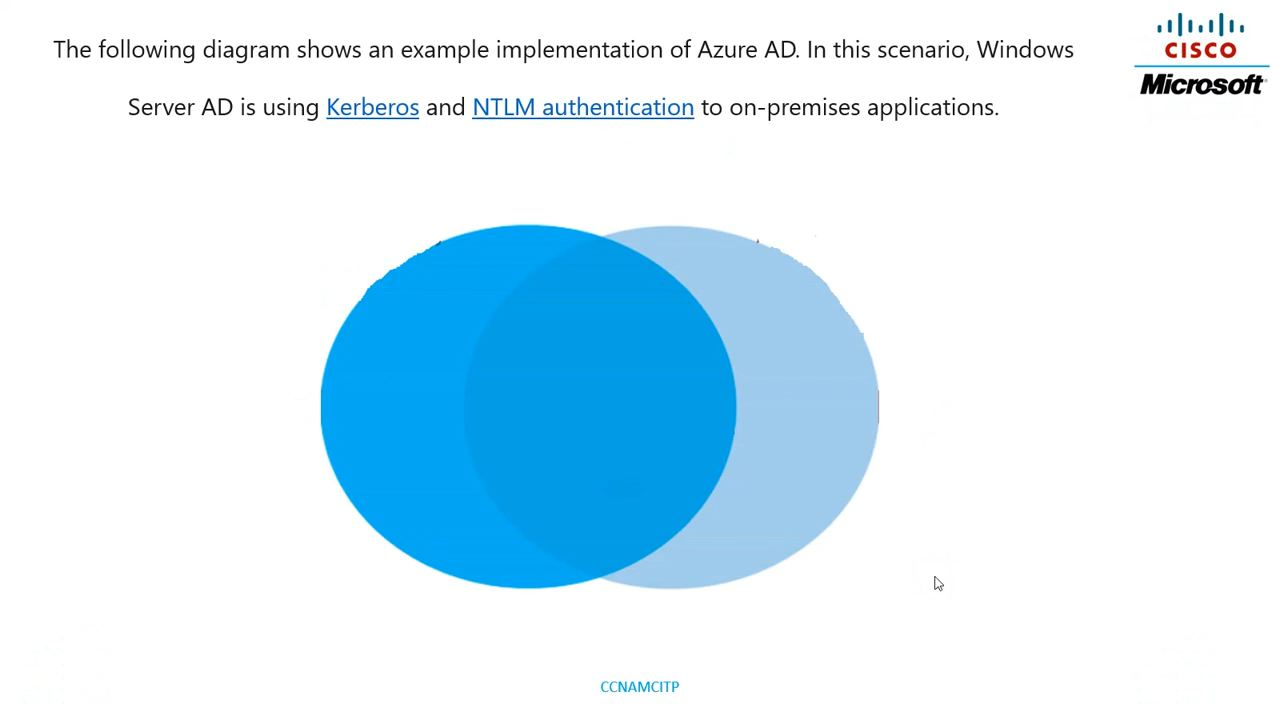 The following diagram shows an example implementation of Azure AD. In this scenario, Windows
Server AD is using Kerberos and NTLM authentication to on-premises applications.
CISCO
Microsoft
CCNAMCITP